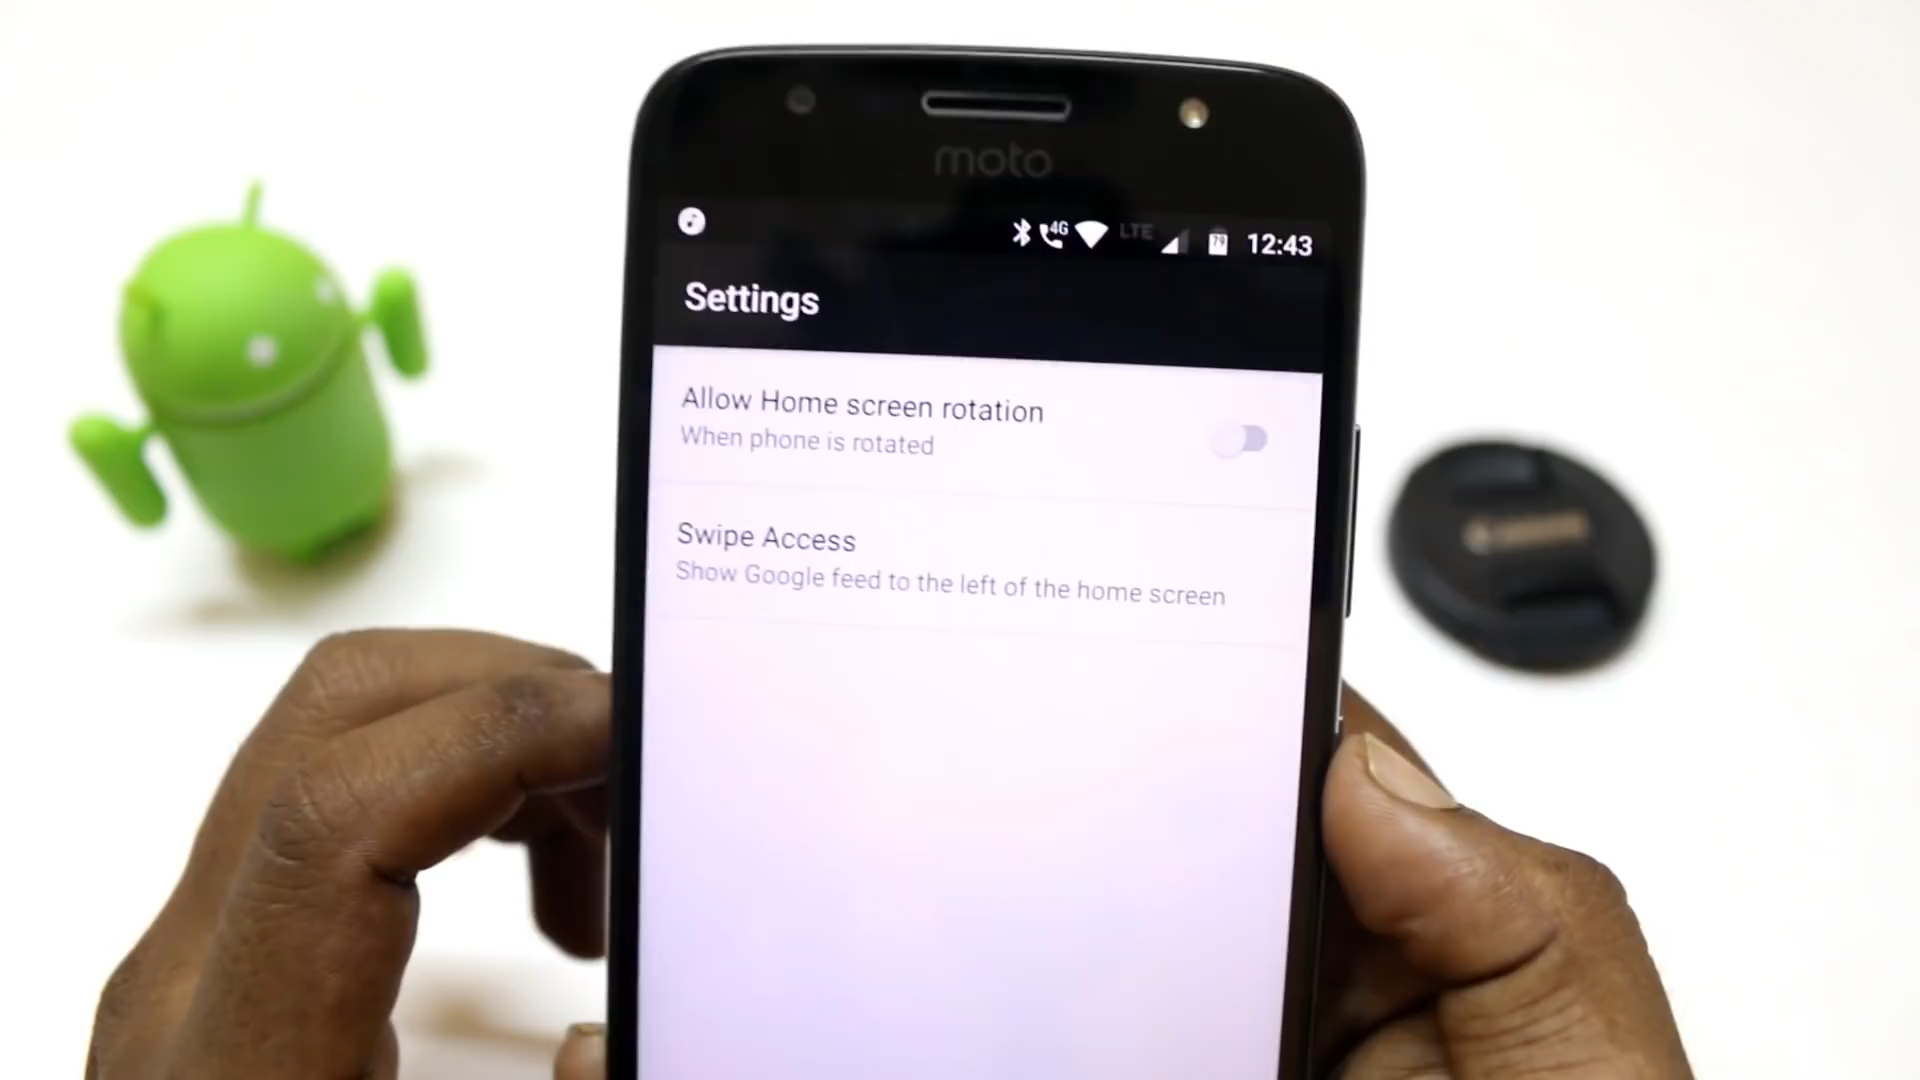 moto
4G LTE 79 12:43
Settings
Allow Home screen rotation
When phone is rotated
Swipe Access
Show Google feed to the left of the home screen